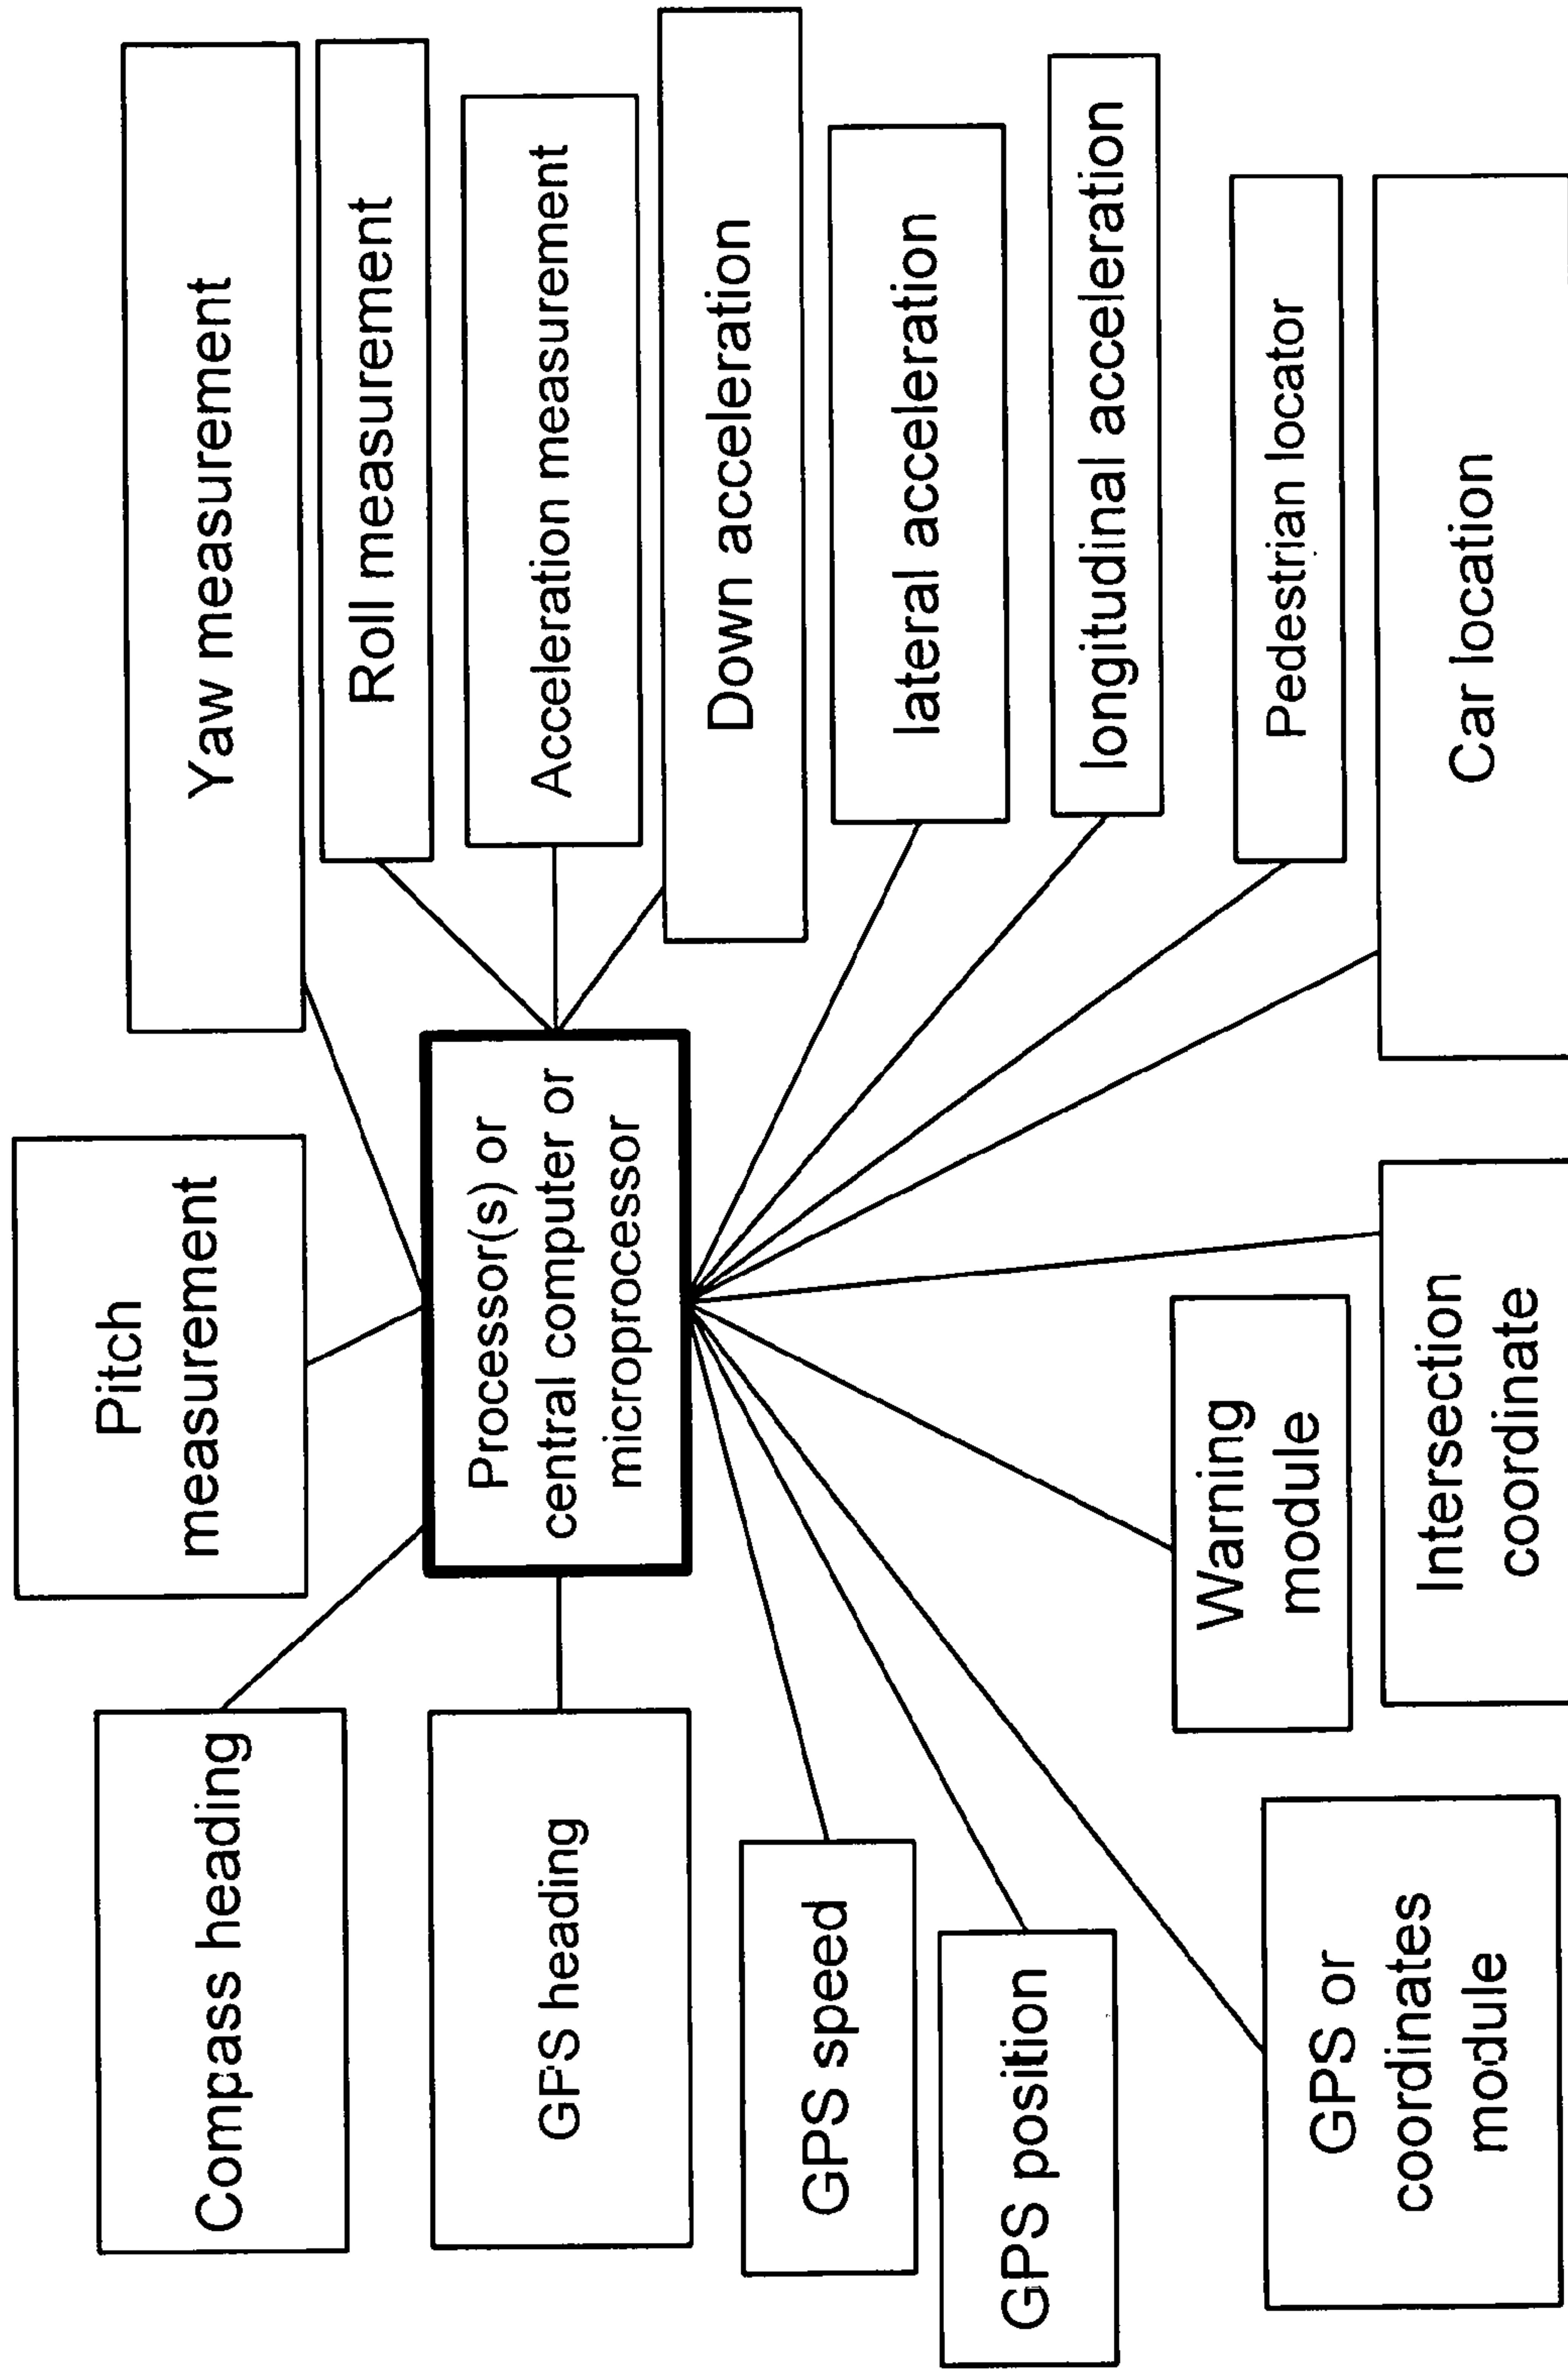 Pitch
measurement
Yaw measurement
Compass heading
Roll measurement
GPS heading
Processor(s) or
central computer or
microprocessor
Acceleration measurement
Down acceleration
GPS speed
lateral acceleration
GPS position
longitudinal acceleration
Warning
module
Pedestrian locator
GPS or
coordinates
module
Intersection
coordinate
Car location